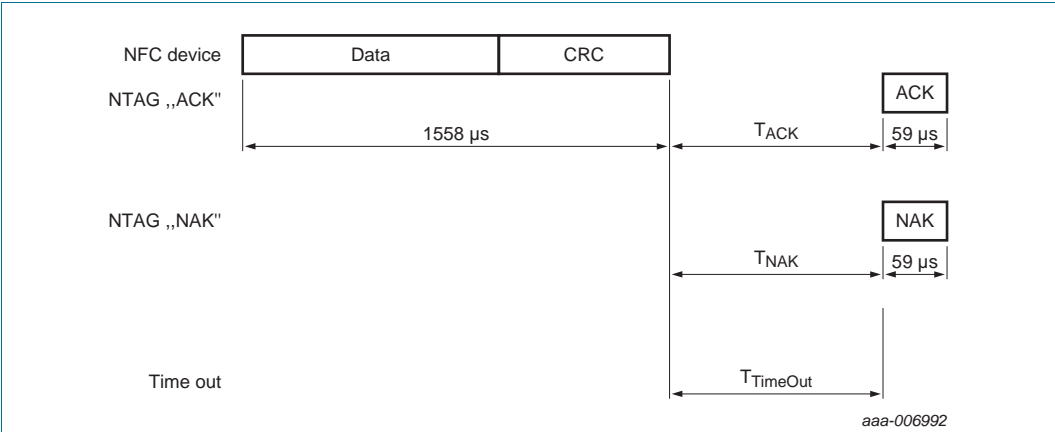 NFC device Data CRC
NTAG ,,ACK" ACK
1558 μs TACK 59 μs
NTAG ,,NAK" NAK
TNAK 59 μs
Time out TTimeOut
aaa-006992